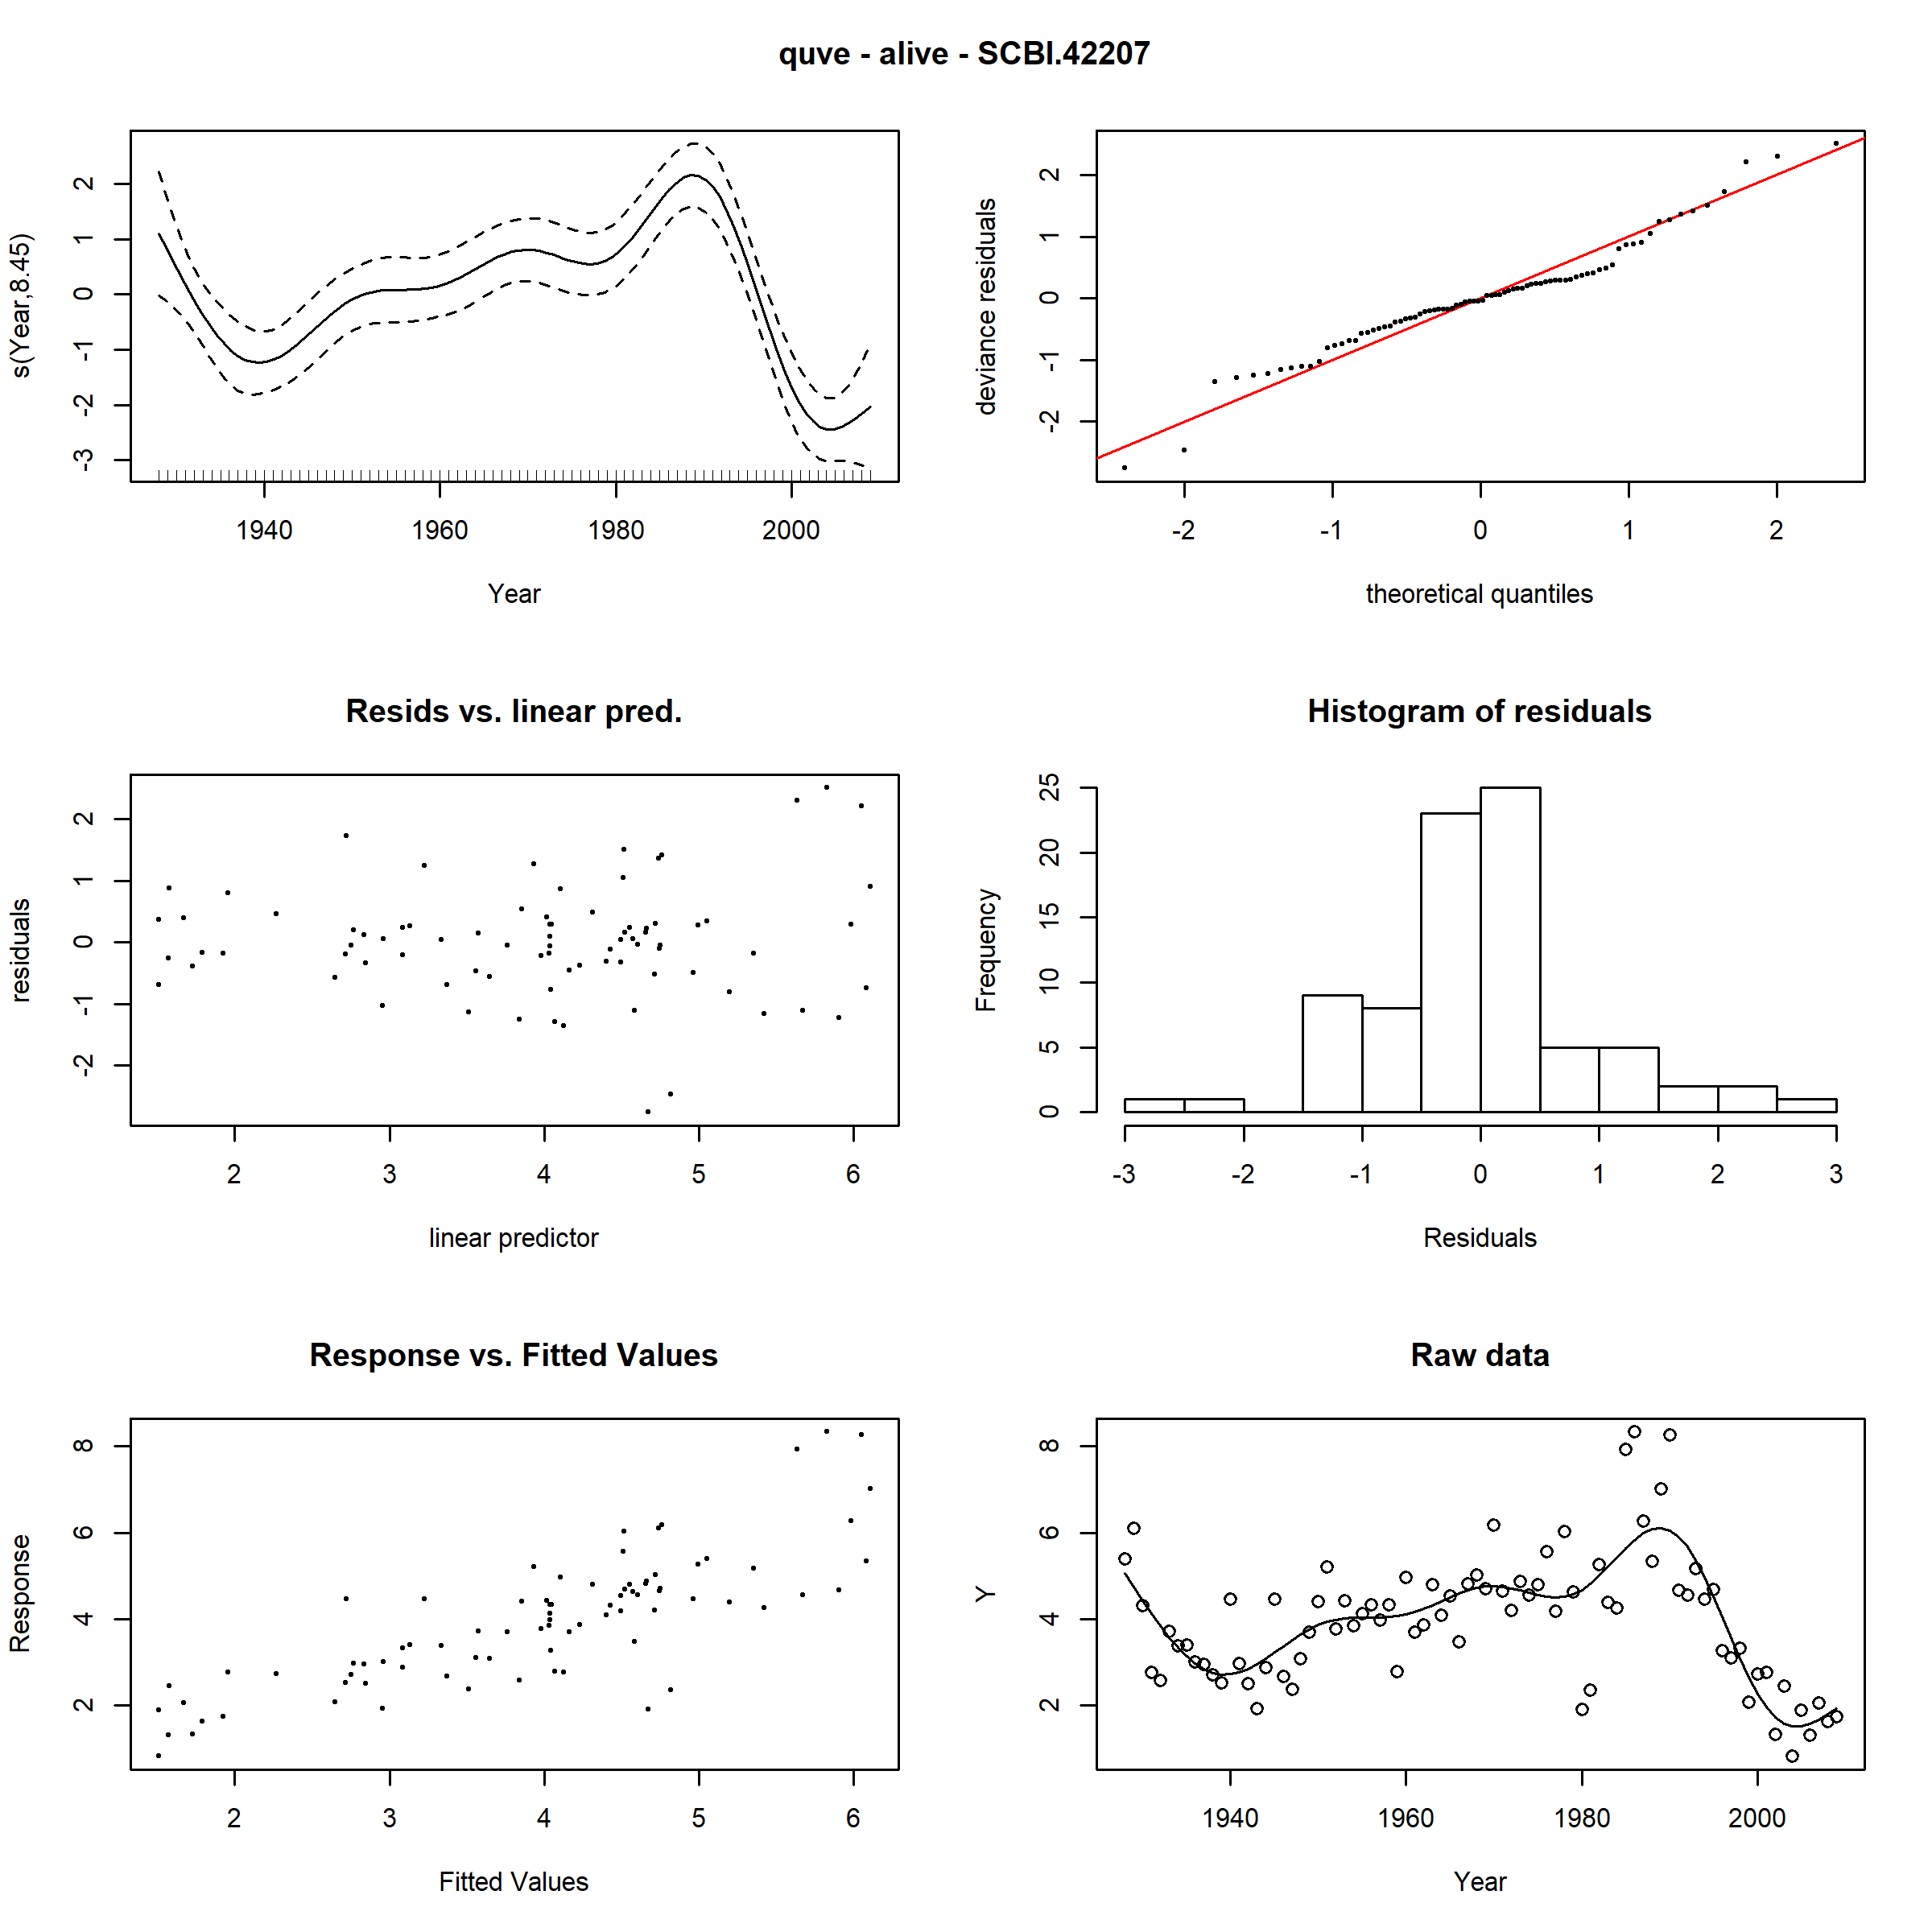 quve - alive - SCBI.42207
s(Year,8.45)
2
1
0
-1
-2
-3
1940 1960 1980 2000
Year
deviance residuals
2
1
0
-1
-2
-2 -1 0 1 2
theoretical quantiles
Resids vs. linear pred.
residuals
2
1
0
-1
-2
2 3 4 5 6
linear predictor
Histogram of residuals
Frequency
25
20
15
10
5
0
-3 -2 -1 0 1 2 3
Residuals
Response vs. Fitted Values
Response
8
6
4
2
2 3 4 5 6
Fitted Values
Raw data
Y
8
6
4
2
1940 1960 1980 2000
Year